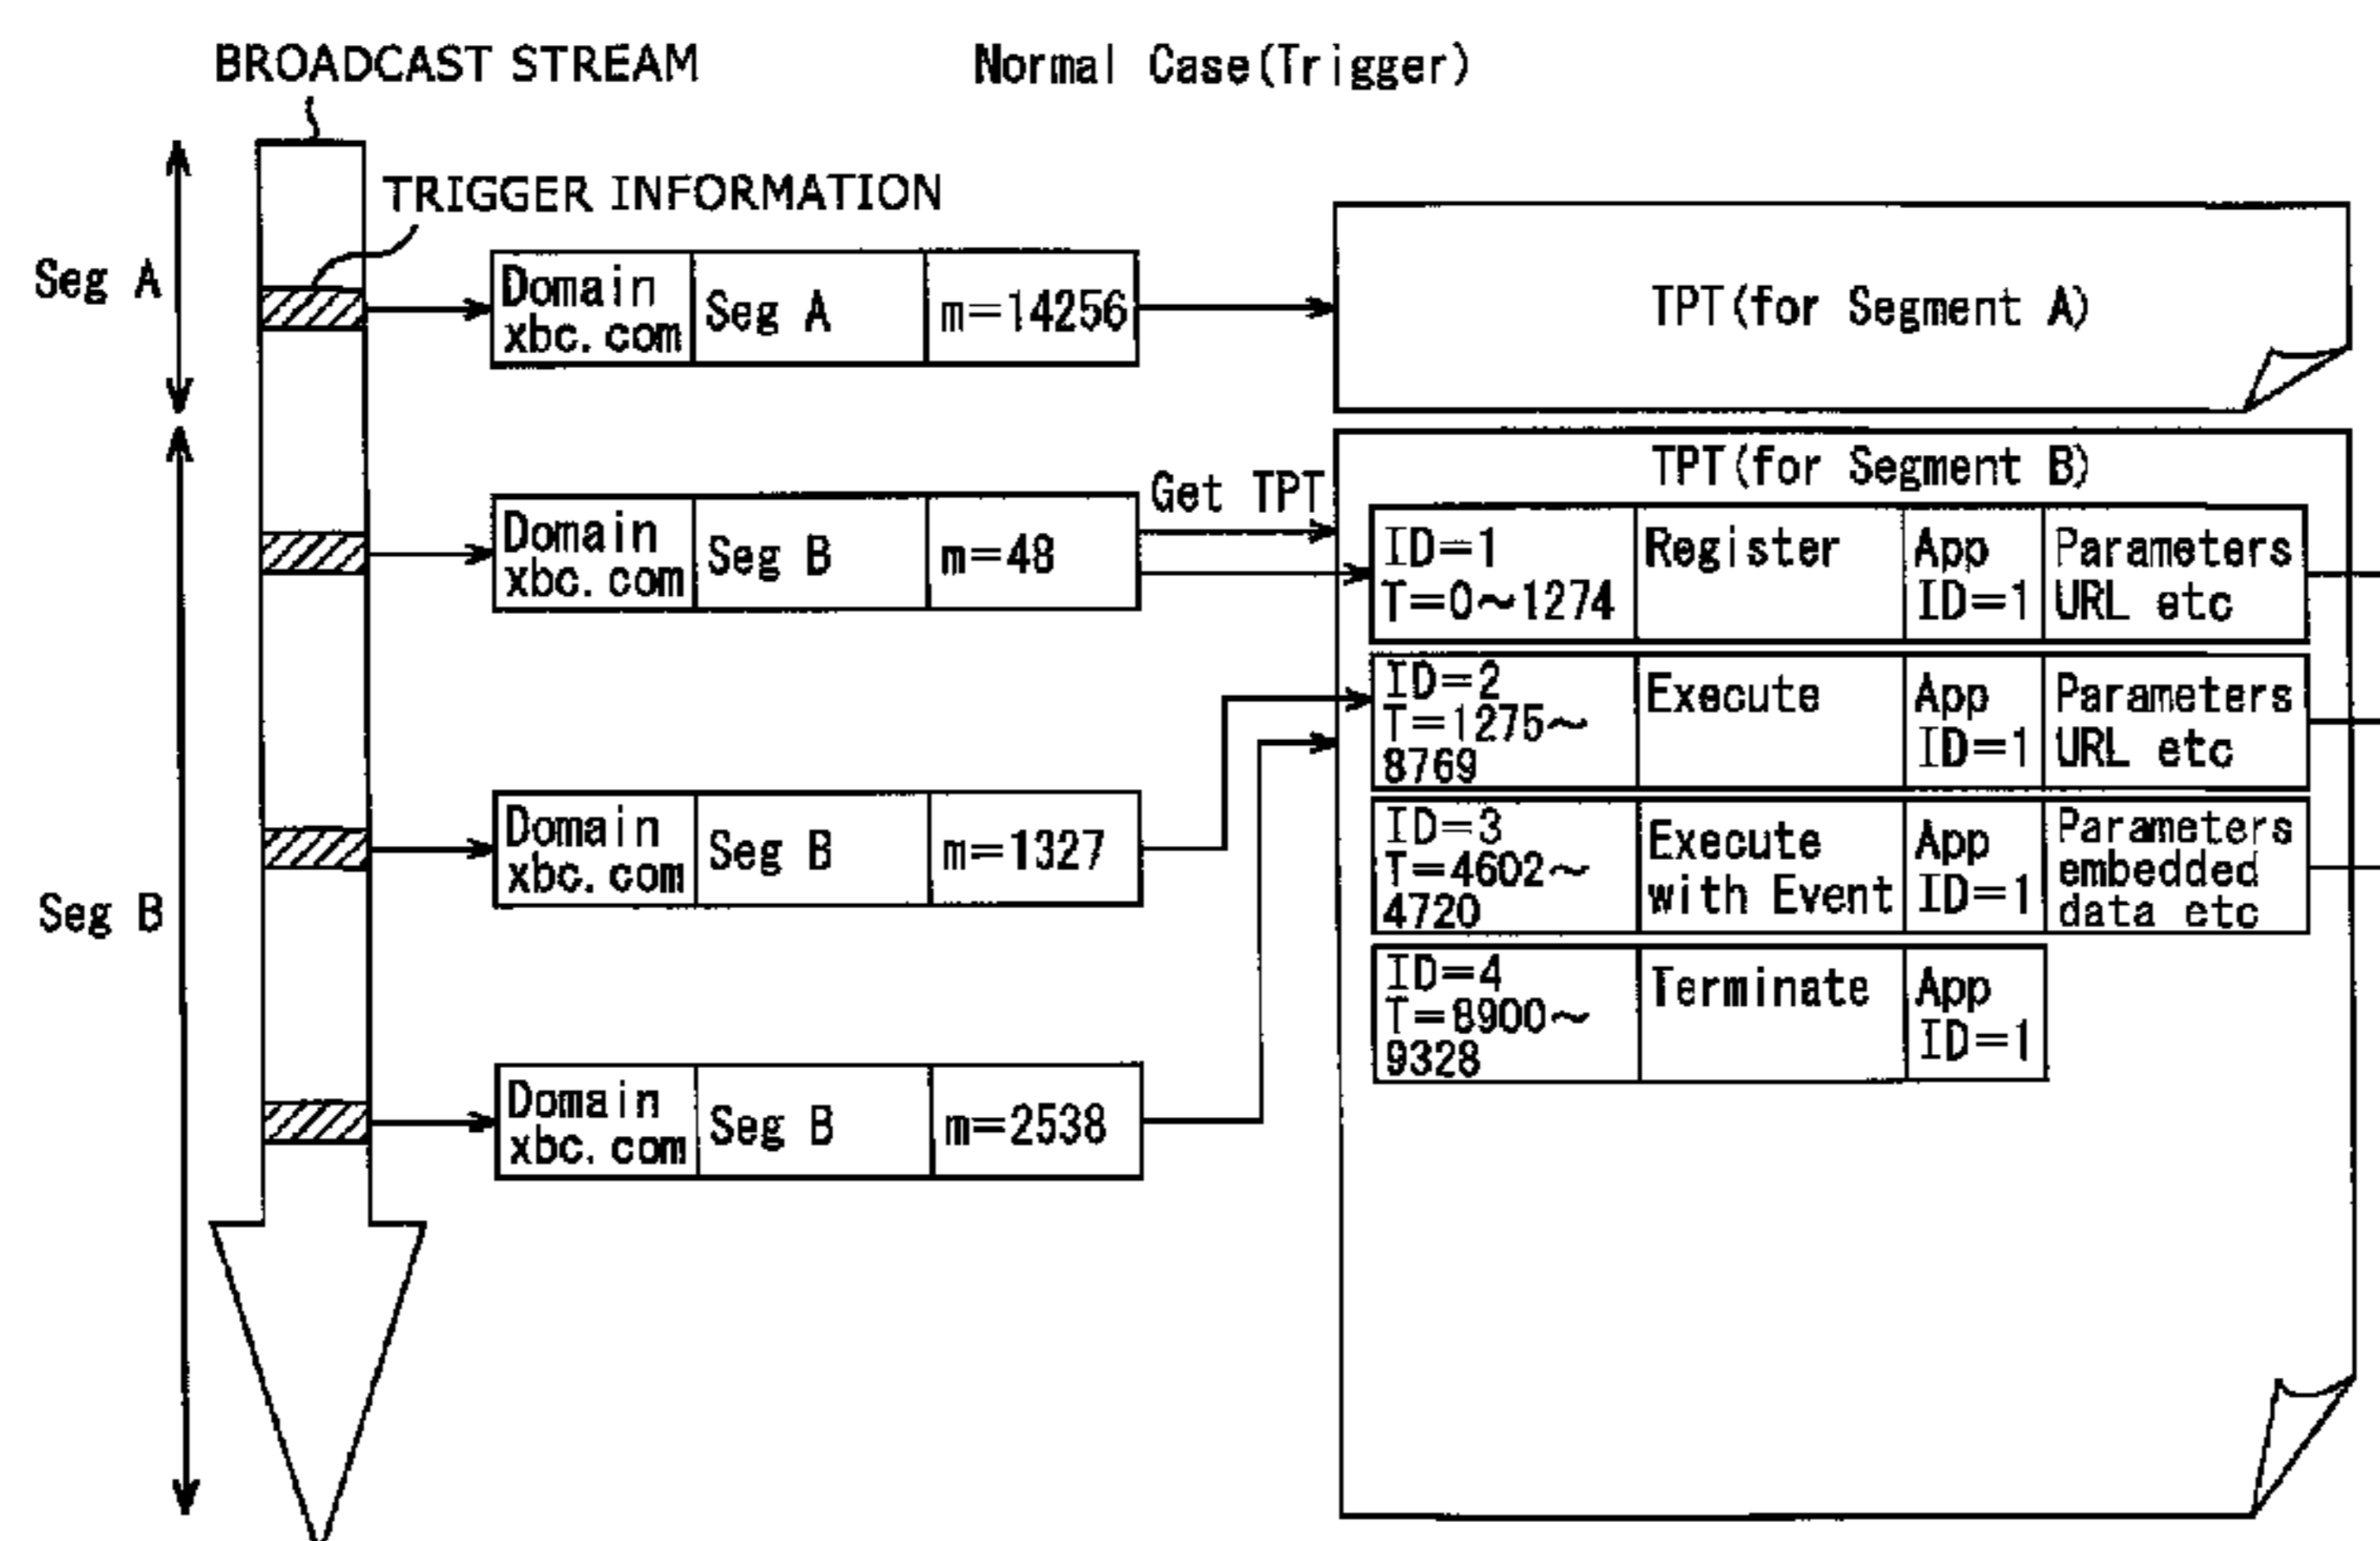 BROADCAST STREAM
Normal Case(Trigger)
TRIGGER INFORMATION
Seg A
Domain
xbc.com
Seg A
m=14256
TPT(for Segment A)
Seg B
Domain
xbc.com
Seg B
m=48
Get TPT
TPT(for Segment B)
ID=1
T=0~1274
Register
App
ID=1
Parameters
URL etc
ID=2
T=1275~
8769
Execute
App
ID=1
Parameters
URL etc
Domain
xbc.com
Seg B
m=1327
ID=3
T=4602~
4720
Execute
with Event
App
ID=1
Parameters
embedded
data etc
ID=4
T=8900~
9328
Terminate
App
ID=1
Domain
xbc.com
Seg B
m=2538